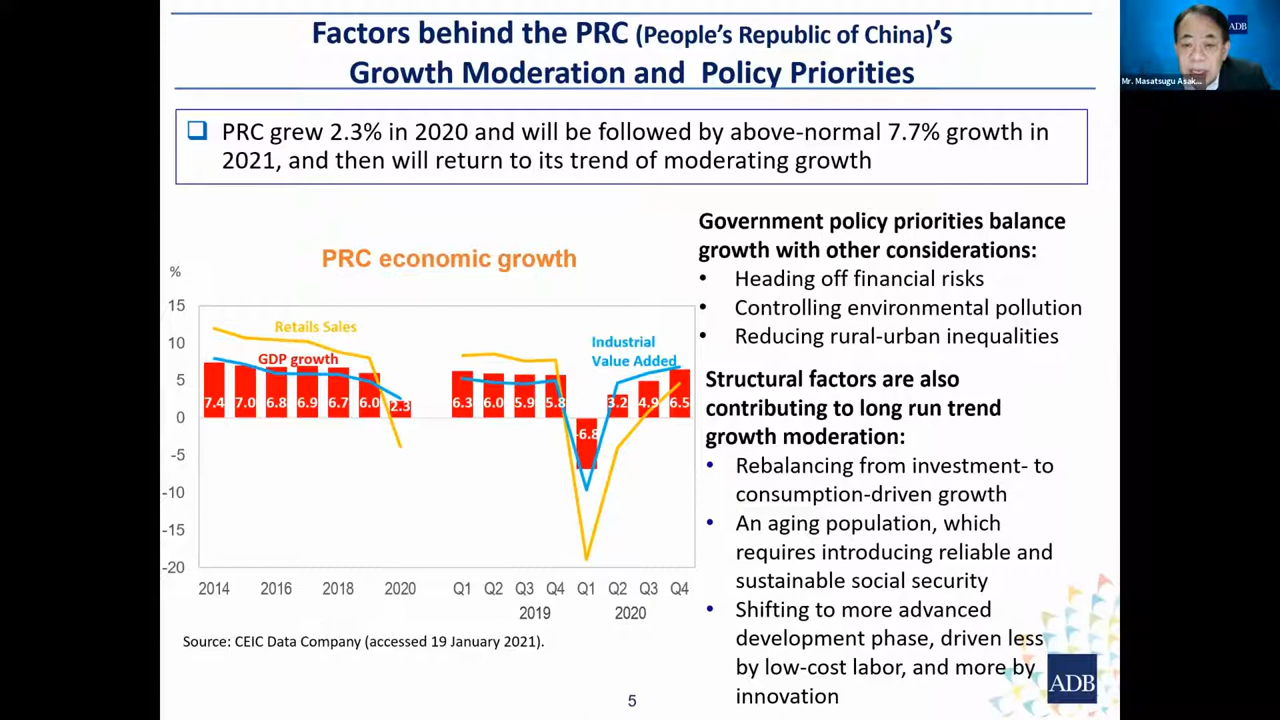 Factors behind the PRC (People's Republic of China)'s
Growth Moderation and Policy Priorities
ADB
Mr. Masatsugu Asak...
PRC grew 2.3% in 2020 and will be followed by above-normal 7.7% growth in
2021, and then will return to its trend of moderating growth
PRC economic growth
%
15
10
5
0
-5
-10
-15
-20
Retails Sales
GDP growth
Industrial
Value Added
7.4 7.0 6.8 6.9 6.7 6.0 2.3 6.3 6.0 5.9 5.8 -6.8 3.2 4.9 6.5
2014 2016 2018 2020 Q1 Q2 Q3 Q4 Q1 Q2 Q3 Q4
2019 2020
Source: CEIC Data Company (accessed 19 January 2021).
Government policy priorities balance
growth with other considerations:
• Heading off financial risks
• Controlling environmental pollution
• Reducing rural-urban inequalities
Structural factors are also
contributing to long run trend
growth moderation:
• Rebalancing from investment- to
consumption-driven growth
• An aging population, which
requires introducing reliable and
sustainable social security
• Shifting to more advanced
development phase, driven less
by low-cost labor, and more by
innovation
ADB
5